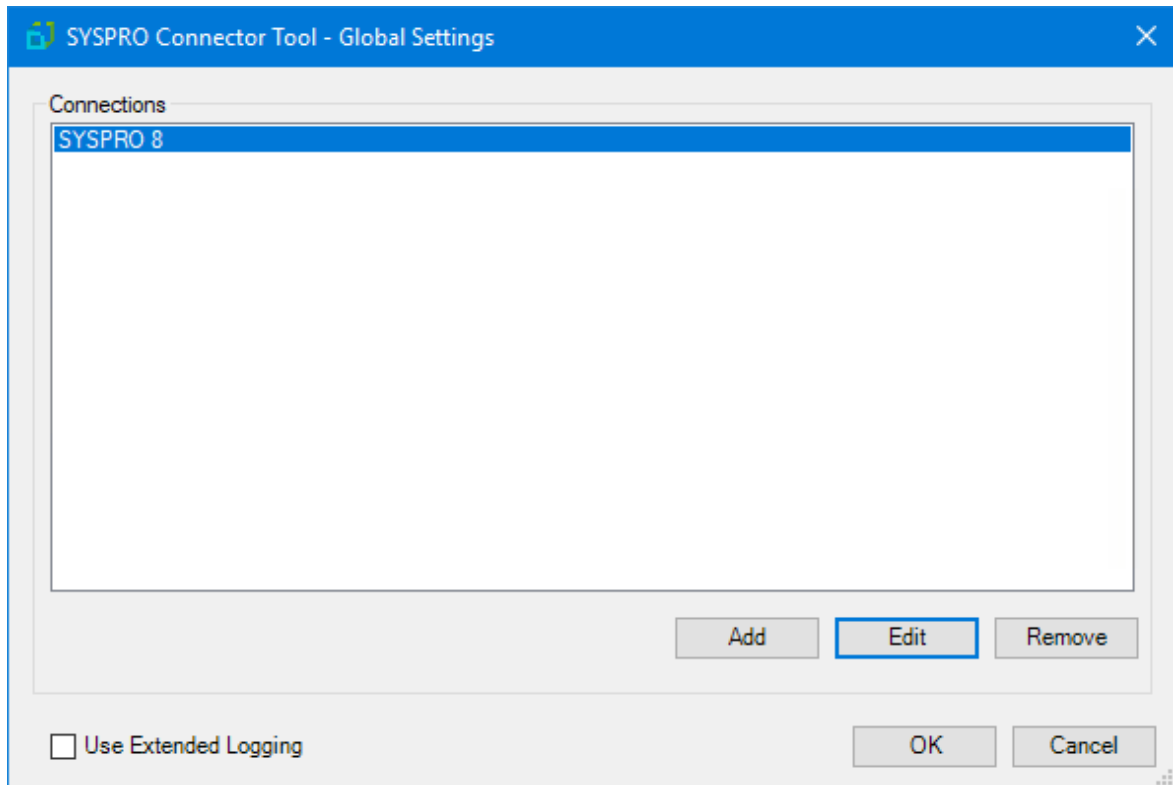 SYSPRO Connector Tool - Global Settings
Connections
SYSPRO 8
Add Edit Remove
Use Extended Logging OK Cancel